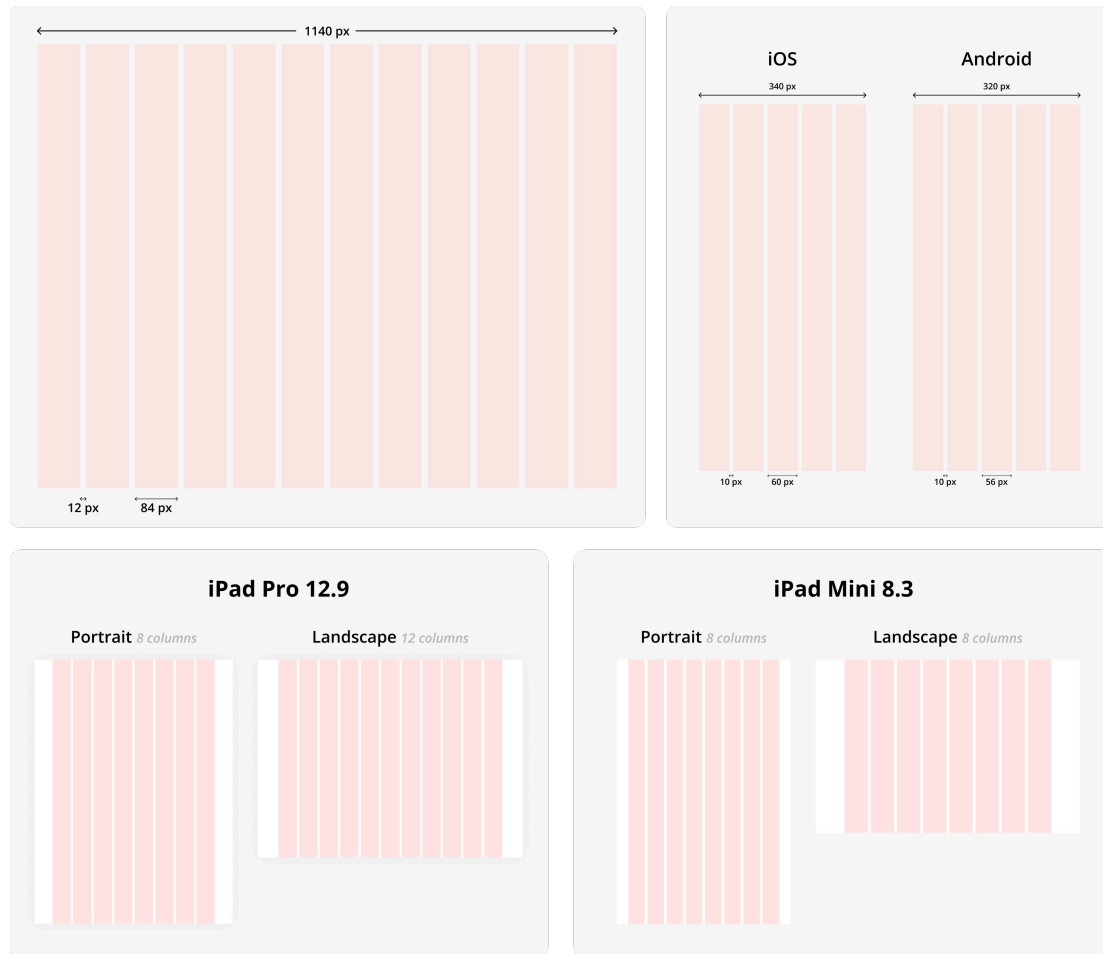 1140 px
12 px
84 px
iOS
Android
340 px
320 px
10 px
60 px
10 px
56 px
iPad Pro 12.9
Portrait 8 columns
Landscape 12 columns
iPad Mini 8.3
Portrait 8 columns
Landscape 8 columns